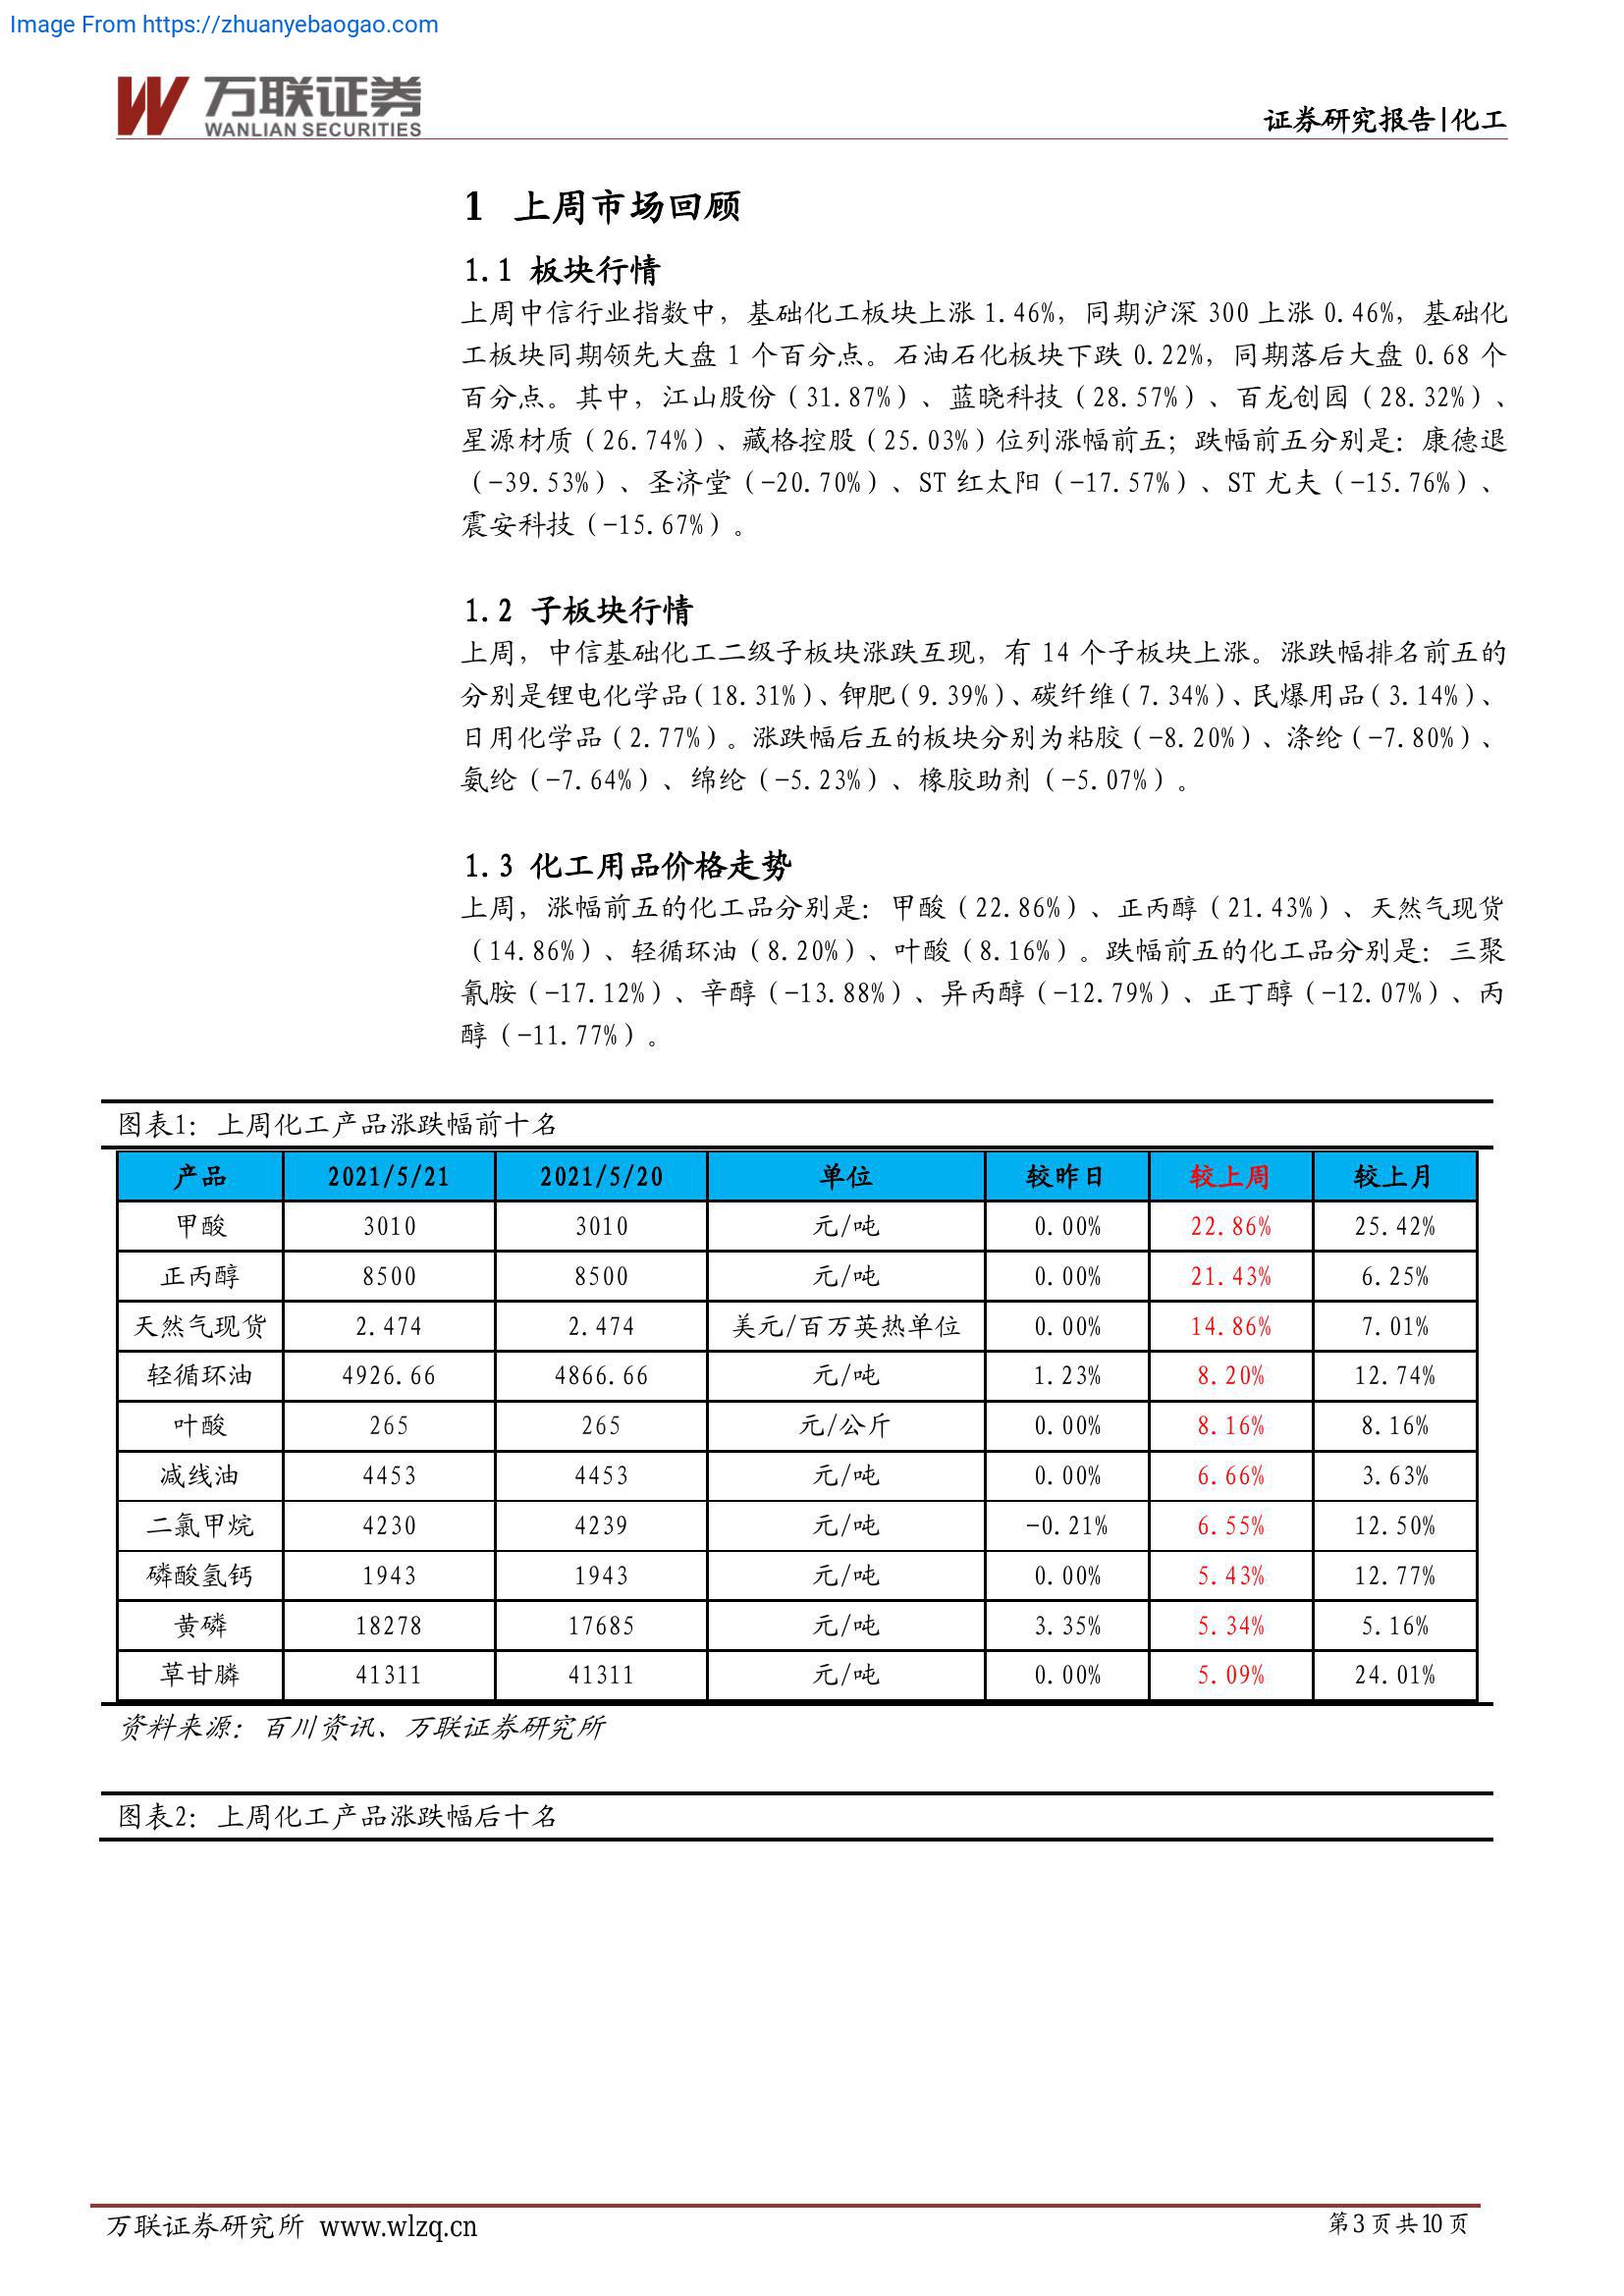 Image From https://zhuanyebaogao.com
万联证券
WANLIAN SECURITIES
证券研究报告|化工
1 上周市场回顾
1.1 板块行情
上周中信行业指数中，基础化工板块上涨 1.46%，同期沪深 300 上涨 0.46%，基础化
工板块同期领先大盘 1 个百分点。石油石化板块下跌 0.22%，同期落后大盘 0.68 个
百分点。其中，江山股份（31.87%）、蓝晓科技（28.57%）、百龙创园（28.32%）、
星源材质（26.74%）、藏格控股（25.03%）位列涨幅前五；跌幅前五分别是：康德退
（-39.53%）、圣济堂（-20.70%）、ST 红太阳（-17.57%）、ST 尤夫（-15.76%）、
震安科技（-15.67%）。
1.2 子板块行情
上周，中信基础化工二级子板块涨跌互现，有 14 个子板块上涨。涨跌幅排名前五的
分别是锂电化学品（18.31%）、钾肥（9.39%）、碳纤维（7.34%）、民爆用品（3.14%）、
日用化学品（2.77%）。涨跌幅后五的板块分别为粘胶（-8.20%）、涤纶（-7.80%）、
氨纶（-7.64%）、绵纶（-5.23%）、橡胶助剂（-5.07%）。
1.3 化工用品价格走势
上周，涨幅前五的化工品分别是：甲酸（22.86%）、正丙醇（21.43%）、天然气现货
（14.86%）、轻循环油（8.20%）、叶酸（8.16%）。跌幅前五的化工品分别是：三聚
氰胺（-17.12%）、辛醇（-13.88%）、异丙醇（-12.79%）、正丁醇（-12.07%）、丙
醇（-11.77%）。
图表1：上周化工产品涨跌幅前十名
产品 2021/5/21 2021/5/20 单位 较昨日 较上周 较上月
甲酸 3010 3010 元/吨 0.00% 22.86% 25.42%
正丙醇 8500 8500 元/吨 0.00% 21.43% 6.25%
天然气现货 2.474 2.474 美元/百万英热单位 0.00% 14.86% 7.01%
轻循环油 4926.66 4866.66 元/吨 1.23% 8.20% 12.74%
叶酸 265 265 元/公斤 0.00% 8.16% 8.16%
减线油 4453 4453 元/吨 0.00% 6.66% 3.63%
二氯甲烷 4230 4239 元/吨 -0.21% 6.55% 12.50%
磷酸氢钙 1943 1943 元/吨 0.00% 5.43% 12.77%
黄磷 18278 17685 元/吨 3.35% 5.34% 5.16%
草甘膦 41311 41311 元/吨 0.00% 5.09% 24.01%
资料来源：百川资讯、万联证券研究所
图表2：上周化工产品涨跌幅后十名
万联证券研究所 www.wlzq.cn
第 3 页 共 10 页